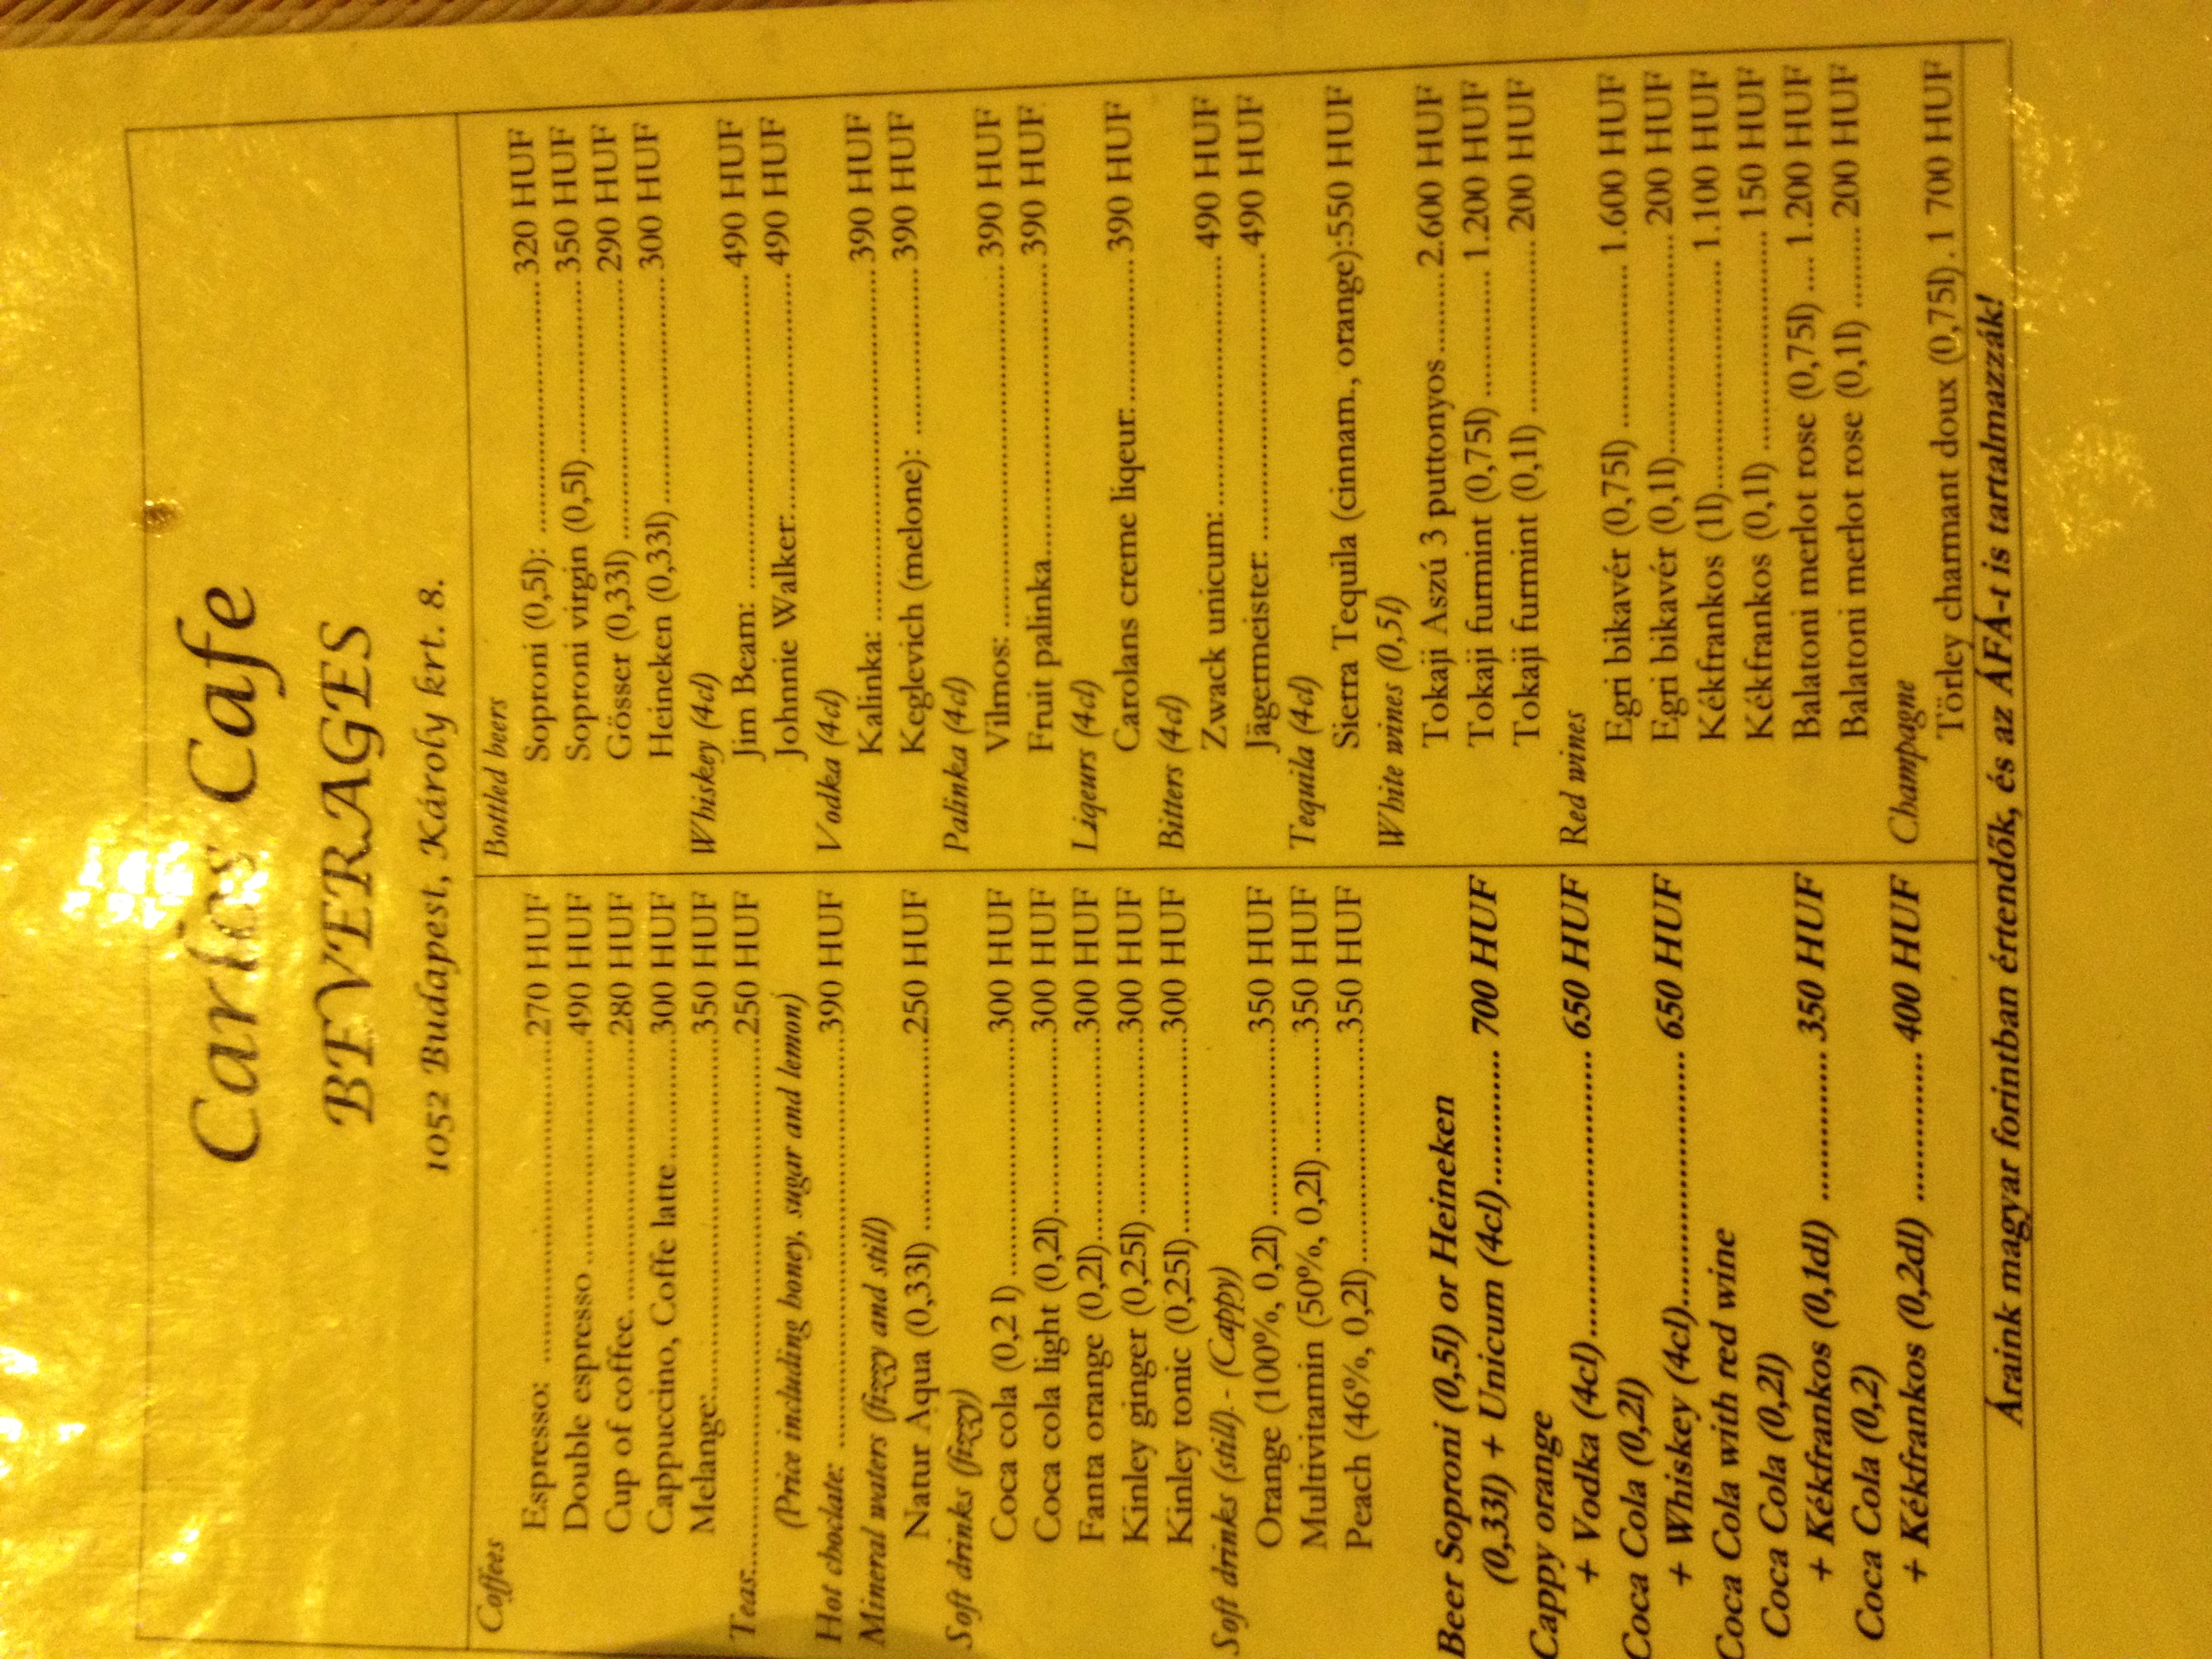 Carlos Cafe
BEVERAGES
1052 Budapest, Károly krt. 8.
Coffees
Espresso: ........................................270 HUF
Double espresso............................490 HUF
Cup of coffee.................................280 HUF
Cappuccino, Coffe latte...............300 HUF
Melange:............................................350 HUF
Teas:..................................................................250 HUF
(Price including honey, sugar and lemon)
Hot choclate: ...................................................390 HUF
Mineral waters (fizzy and still)
Natur Aqua (0,33l) ........................250 HUF
Soft drinks (fizzy)
Coca cola (0,2 l) ..............................300 HUF
Coca cola light (0,2l)......................300 HUF
Fanta orange (0,2l).........................300 HUF
Kinley ginger (0,25l)......................300 HUF
Kinley tonic (0,25l)........................300 HUF
Soft drinks (still). - (Cappy)
Orange (100%, 0,2l) ......................350 HUF
Multivitamin (50%, 0,2l)..............350 HUF
Peach (46%, 0,2l)............................350 HUF
Beer Soproni (0,5l) or Heineken
(0,33l) + Unicum (4cl)............. 700 HUF
Cappy orange
+ Vodka (4cl)........................... 650 HUF
Coca Cola (0,2l)
+ Whiskey (4cl)........................ 650 HUF
Coca Cola with red wine
Coca Cola (0,2l)
+ Kékfrankos (0,1dl) .............. 350 HUF
Coca Cola (0,2)
+ Kékfrankos (0,2dl) .............. 400 HUF
Bottled beers
Soproni (0,5l): ...............................320 HUF
Soproni virgin (0,5l)......................350 HUF
Gösser (0,33l) ................................290 HUF
Heineken (0,33l)............................300 HUF
Whiskey (4cl)
Jim Beam: .......................................490 HUF
Johnnie Walker:.............................490 HUF
Vodka (4cl)
Kalinka: ...........................................390 HUF
Keglevich (melone): .....................390 HUF
Palinka (4cl)
Vilmos: ............................................390 HUF
Fruit palinka....................................390 HUF
Liqeurs (4cl)
Carolans creme liqeur:..................390 HUF
Bitters (4cl)
Zwack unicum:...............................490 HUF
Jägermeister: ...................................490 HUF
Tequila (4cl)
Sierra Tequila (cinnam., orange):550 HUF
White wines (0,5l)
Tokaji Aszú 3 puttonyos..........2.600 HUF
Tokaji furmint (0,75l) ............... 1.200 HUF
Tokaji furmint (0,1l) ..................... 200 HUF
Red wines
Egri bikavér (0,75l) .................... 1.600 HUF
Egri bikavér (0,1l)........................... 200 HUF
Kékfrankos (1l)............................ 1.100 HUF
Kékfrankos (0,1l) ........................... 150 HUF
Balatoni merlot rose (0,75l) .... 1.200 HUF
Balatoni merlot rose (0,1l) .......... 200 HUF
Champagne
Törley charmant doux (0,75l) . 1 700 HUF
Áraink magyar forintban értendők, és az ÁFÁ-t is tartalmazzák!